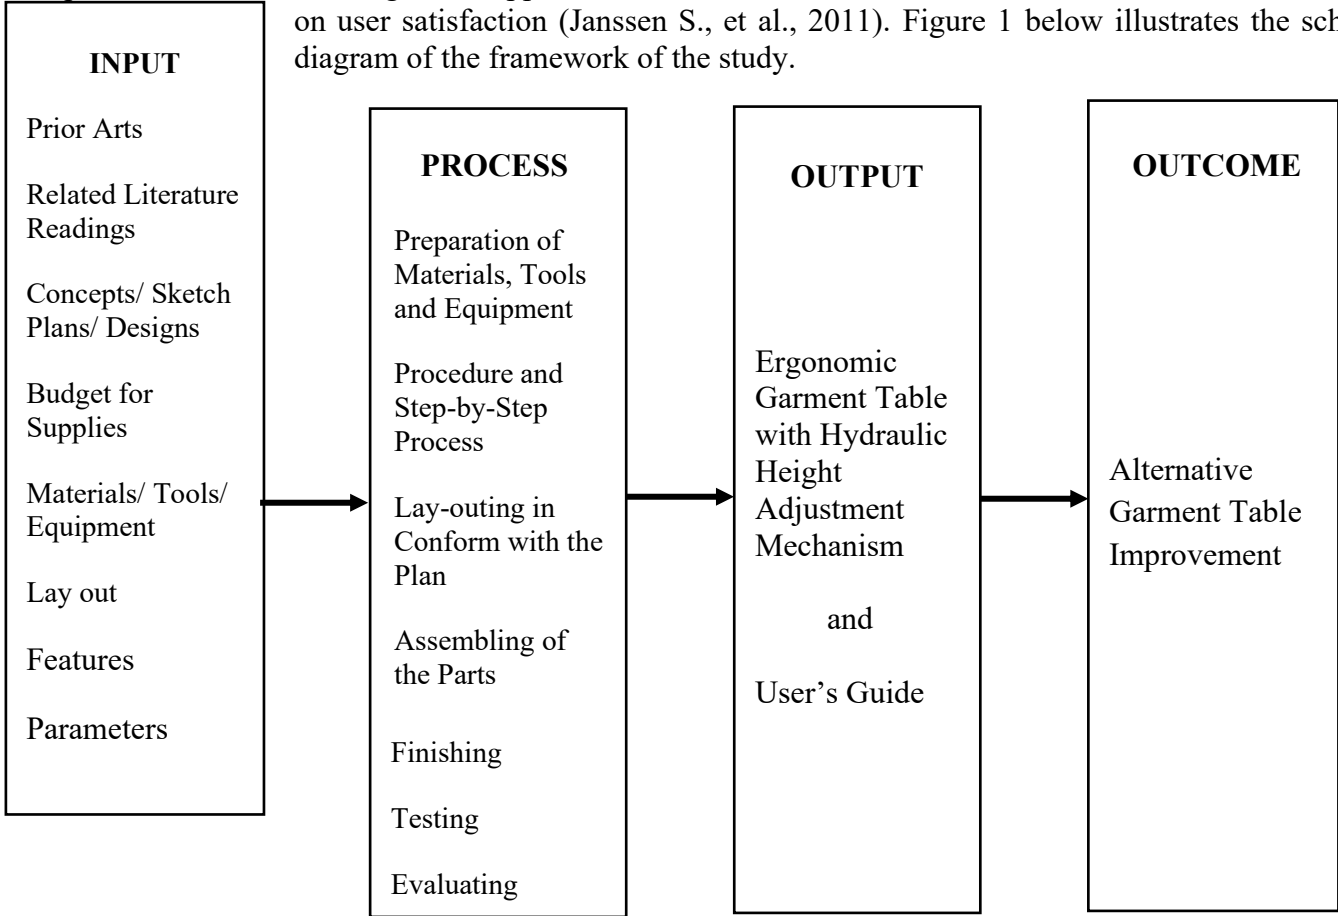 on user satisfaction (Janssen S., et al., 2011). Figure 1 below illustrates the
diagram of the framework of the study.
INPUT
Prior Arts
Related Literature
Readings
Concepts/ Sketch
Plans/ Designs
Budget for
Supplies
Materials/ Tools/
Equipment
Lay out
Features
Parameters
PROCESS
Preparation of
Materials, Tools
and Equipment
Procedure and
Step-by-Step
Process
Lay-outing in
Conform with the
Plan
Assembling of
the Parts
Finishing
Testing
Evaluating
OUTPUT
Ergonomic
Garment Table
with Hydraulic
Height
Adjustment
Mechanism
and
User’s Guide
OUTCOME
Alternative
Garment Table
Improvement